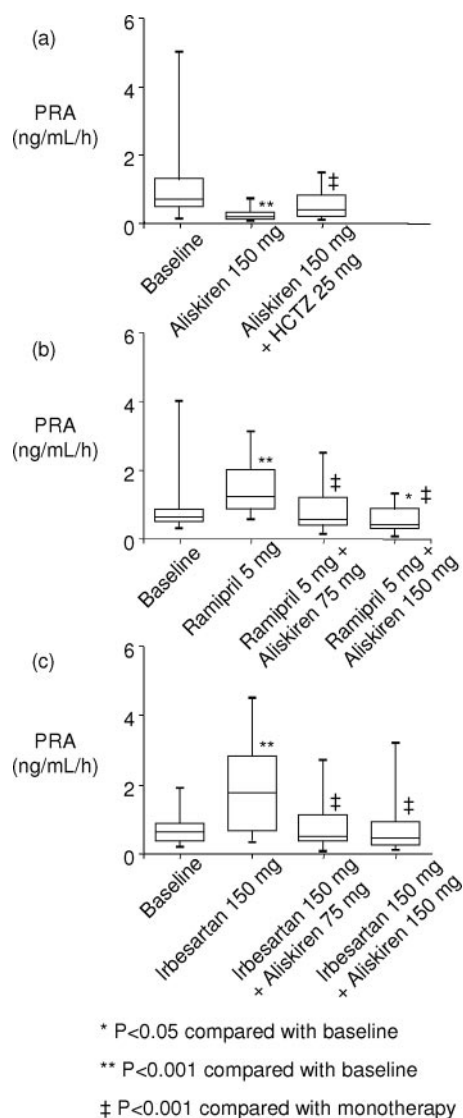 (a)
6
PRA
(ng/mL/h)
4
2
0
**
‡
Baseline
Aliskiren 150 mg
Aliskiren 150 mg
+ HCTZ 25 mg
(b)
6
PRA
(ng/mL/h)
4
2
0
**
‡
* ‡
Baseline
Ramipril 5 mg
Ramipril 5 mg +
Aliskiren 75 mg
Ramipril 5 mg +
Aliskiren 150 mg
(c)
6
PRA
(ng/mL/h)
4
2
0
**
‡
‡
Baseline
Irbesartan 150 mg
Irbesartan 150 mg
+ Aliskiren 75 mg
Irbesartan 150 mg
+ Aliskiren 150 mg
* P<0.05 compared with baseline
** P<0.001 compared with baseline
‡ P<0.001 compared with monotherapy